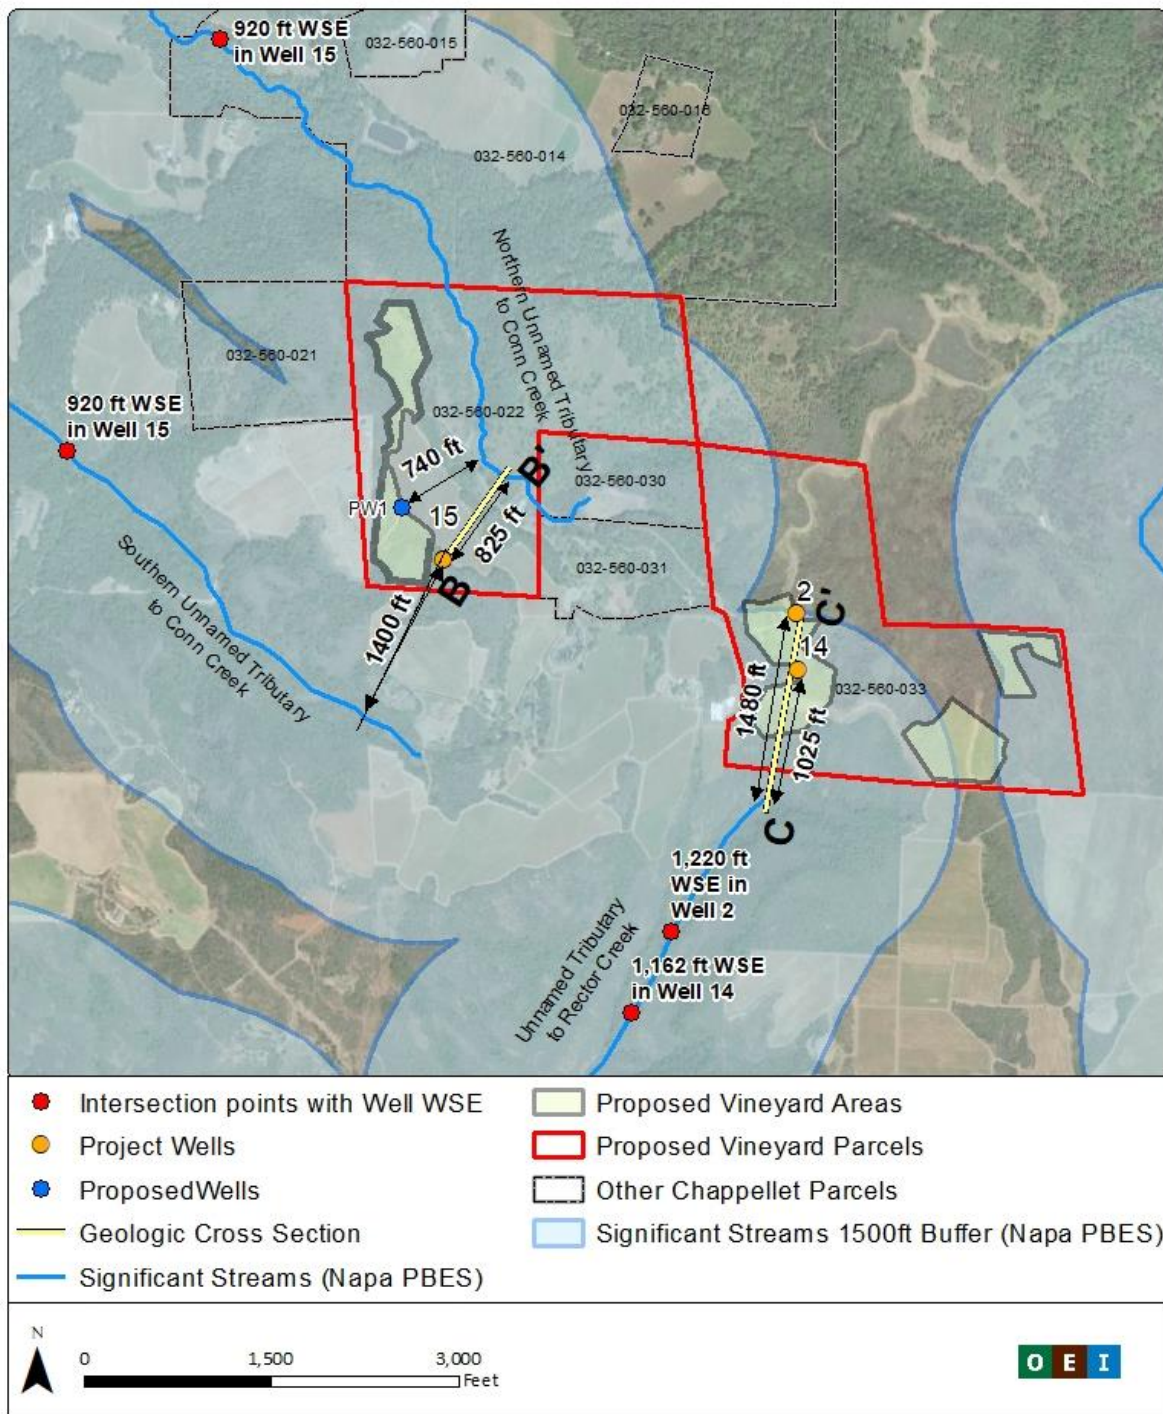 920 ft WSE
in Well 15
032-560-015
032-560-016
032-560-014
Northern Unnamed Tributary
to Conn Creek
032-560-021
920 ft WSE
in Well 15
032-560-022
740 ft
B'
032-560-030
PW1
15
825 ft
B
032-560-031
Southern Unnamed Tributary
to Conn Creek
1400 ft
2
C'
14
032-560-033
1480 ft
1025 ft
C
1,220 ft
WSE in
Well 2
1,162 ft WSE
in Well 14
Unnamed Tributary
to Rector Creek
Intersection points with Well WSE
Project Wells
ProposedWells
Geologic Cross Section
Significant Streams (Napa PBES)
Proposed Vineyard Areas
Proposed Vineyard Parcels
Other Chappellet Parcels
Significant Streams 1500ft Buffer (Napa PBES)
N
0 1,500 3,000
Feet
O E I